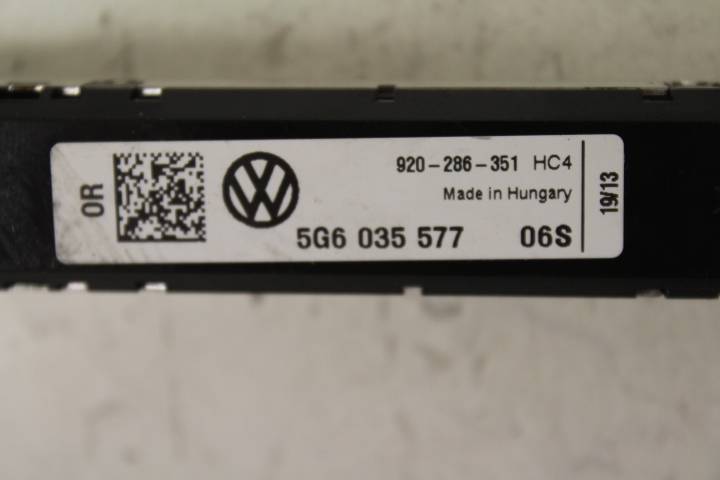 0R
920-286-351 HC4
Made in Hungary
5G6 035 577 06S
19/13